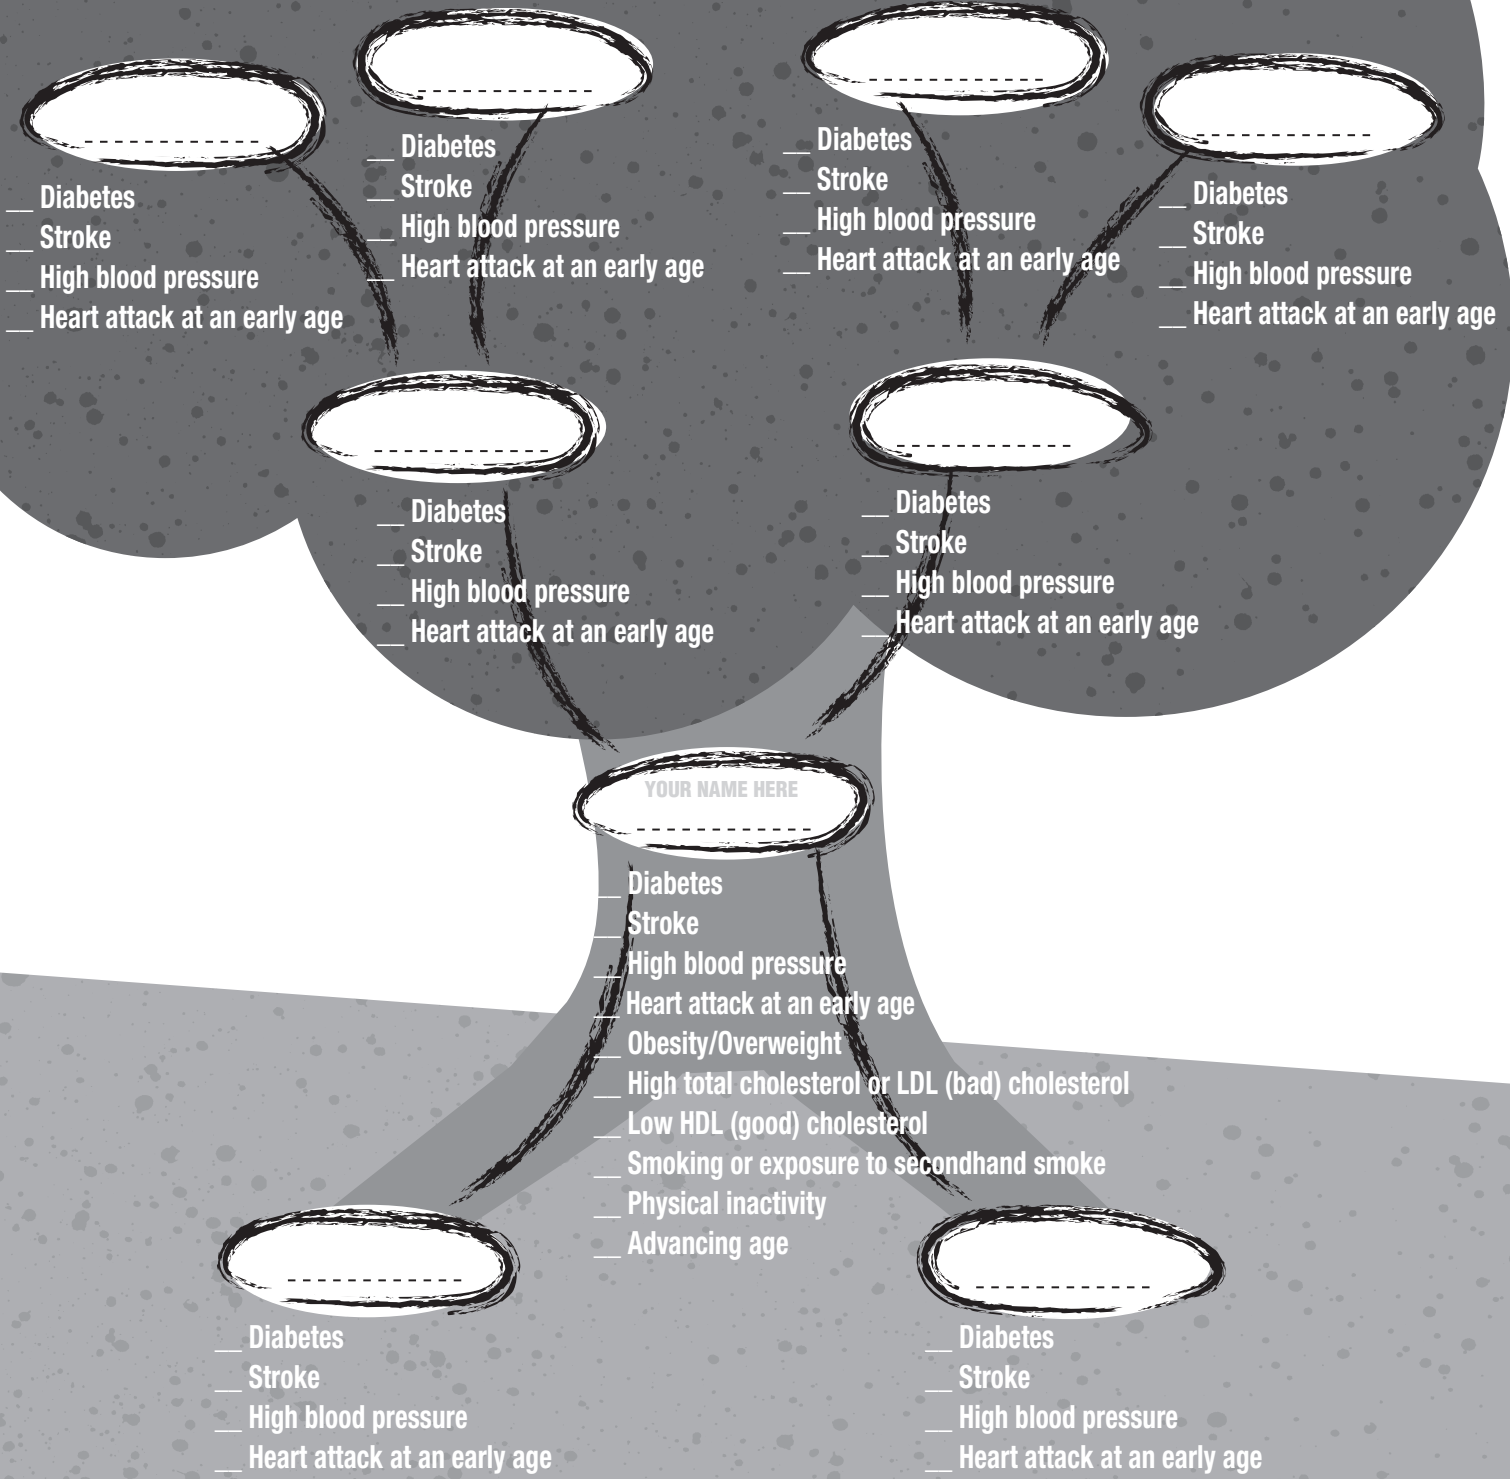 __ Diabetes
__ Stroke
__ High blood pressure
__ Heart attack at an early age
__ Diabetes
__ Stroke
__ High blood pressure
__ Heart attack at an early age
__ Diabetes
__ Stroke
__ High blood pressure
__ Heart attack at an early age
__ Diabetes
__ Stroke
__ High blood pressure
__ Heart attack at an early age
__ Diabetes
__ Stroke
__ High blood pressure
__ Heart attack at an early age
__ Diabetes
__ Stroke
__ High blood pressure
__ Heart attack at an early age
YOUR NAME HERE
__ Diabetes
__ Stroke
__ High blood pressure
__ Heart attack at an early age
__ Obesity/Overweight
__ High total cholesterol or LDL (bad) cholesterol
__ Low HDL (good) cholesterol
__ Smoking or exposure to secondhand smoke
__ Physical inactivity
__ Advancing age
__ Diabetes
__ Stroke
__ High blood pressure
__ Heart attack at an early age
__ Diabetes
__ Stroke
__ High blood pressure
__ Heart attack at an early age